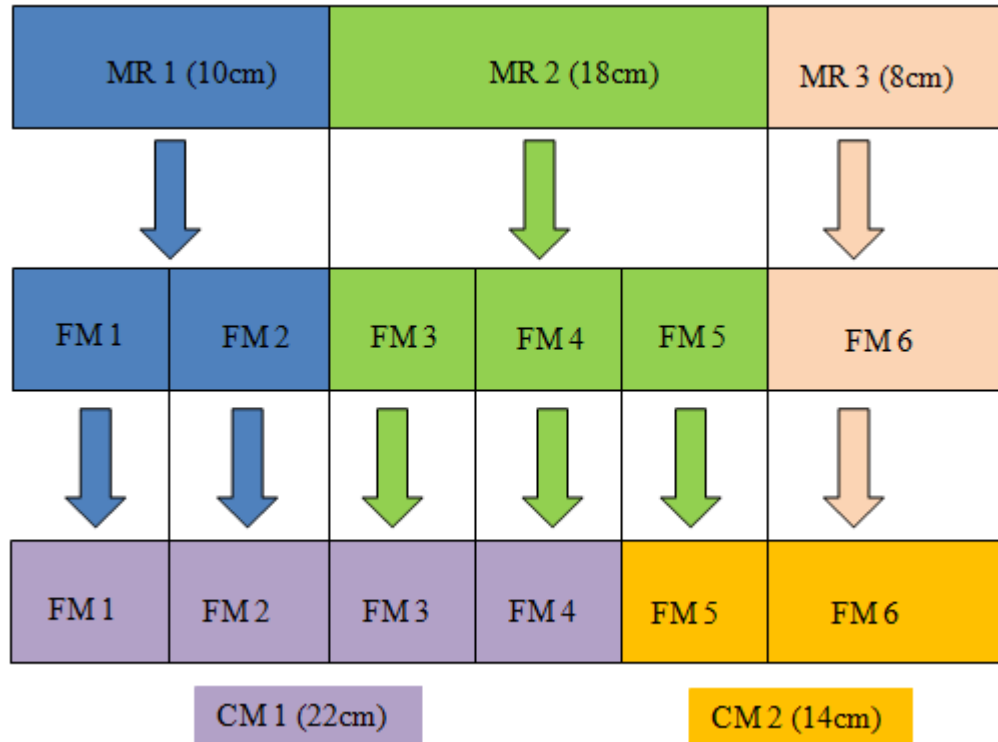 MR 1 (10cm)
MR 2 (18cm)
MR 3 (8cm)
FM 1
FM 2
FM 3
FM 4
FM 5
FM 6
FM 1
FM 2
FM 3
FM 4
FM 5
FM 6
CM 1 (22cm)
CM 2 (14cm)